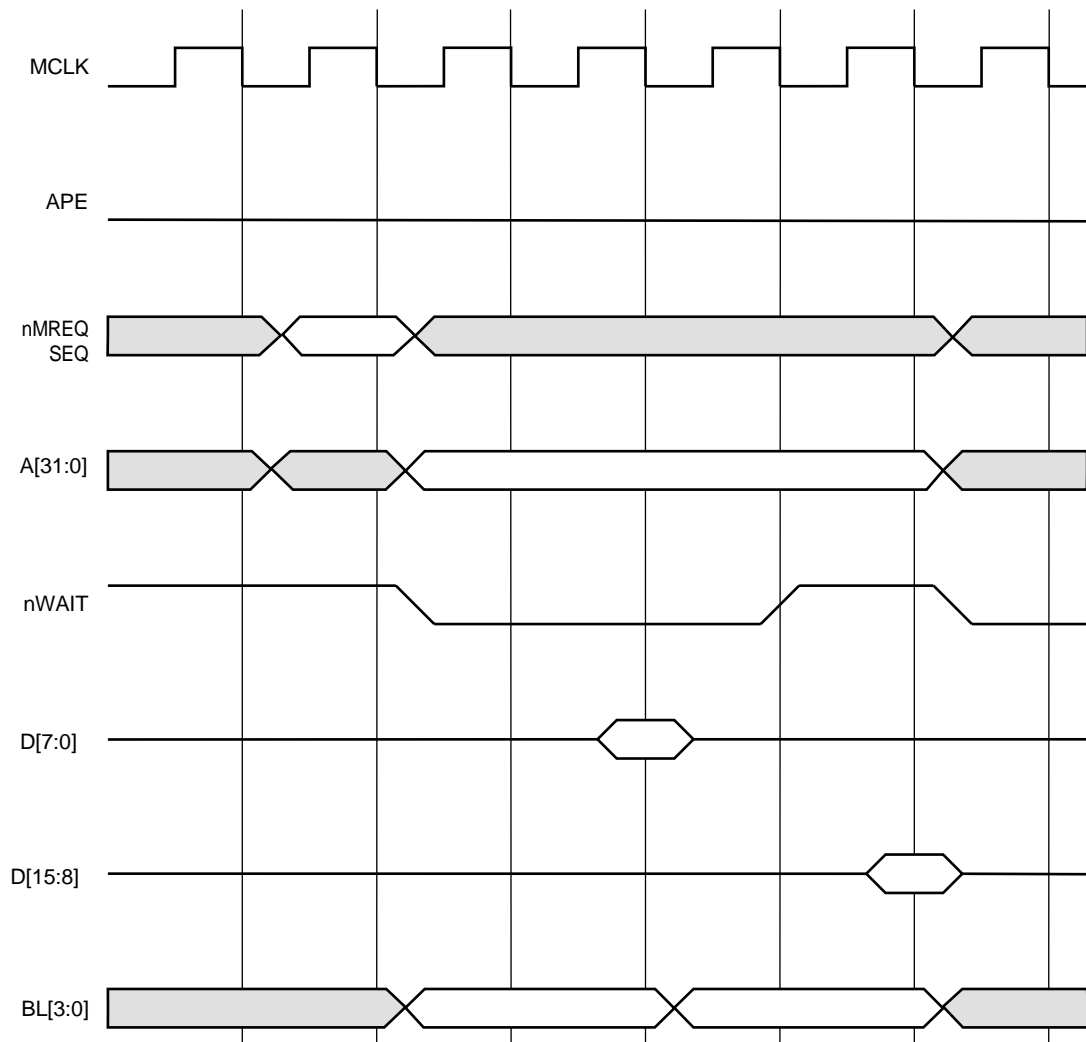 MCLK
APE
nMREQ
SEQ
A[31:0]
nWAIT
D[7:0]
D[15:8]
BL[3:0]